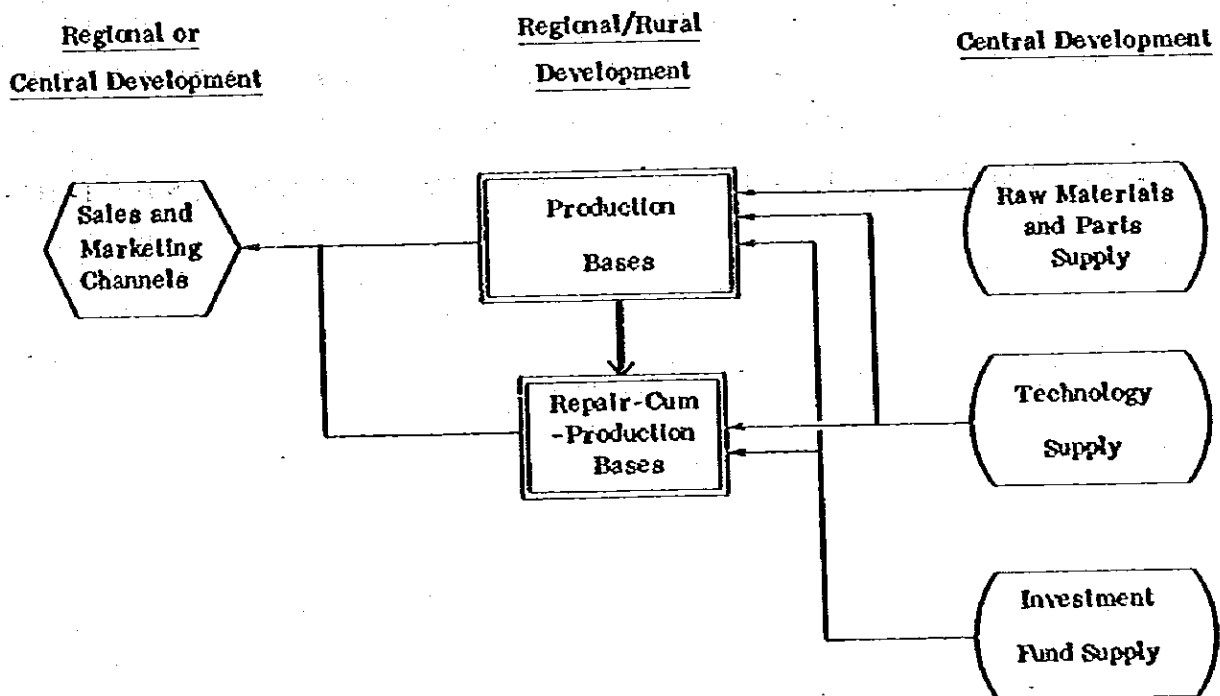 Regional or
Central Development
Regional/Rural
Development
Central Development
Sales and
Marketing
Channels
Production
Bases
Repair-Cum
-Production
Bases
Raw Materials
and Parts
Supply
Technology
Supply
Investment
Fund Supply